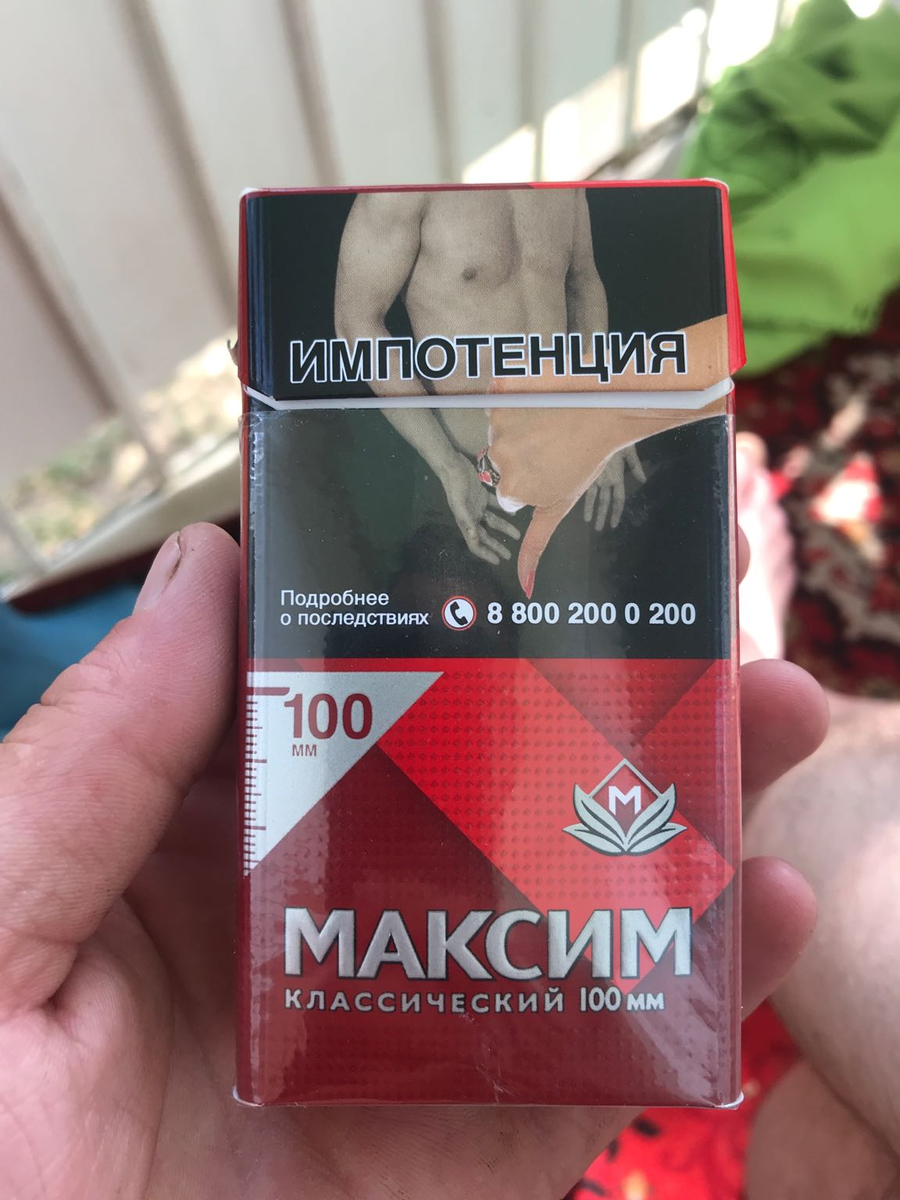 ИМПОТЕНЦИЯ
Подробнее
о последствиях 8 800 200 0 200
100
мм
М
МАКСИМ
КЛАССИЧЕСКИЙ 100 мм